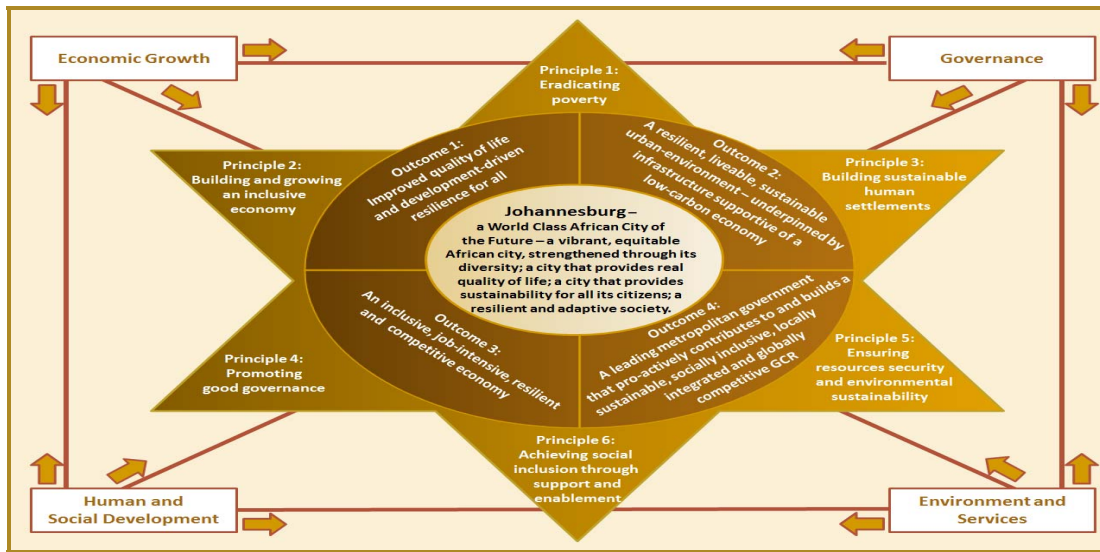 Economic Growth
Governance
Principle 1:
Eradicating
poverty
Principle 2:
Building and growing
an inclusive
economy
Outcome 1:
Improved quality of life
and development-driven
resilience for all
Outcome 2:
A resilient, liveable, sustainable
urban-environment – underpinned by
infrastructure supportive of a
low-carbon economy
Principle 3:
Building sustainable
human
settlements
Johannesburg –
a World Class African City of
the Future – a vibrant, equitable
African city, strengthened through its
diversity; a city that provides real
quality of life; a city that provides
sustainability for all its citizens; a
resilient and adaptive society.
Principle 4:
Promoting
good governance
Outcome 3:
An inclusive, job-intensive, resilient
and competitive economy
Outcome 4:
A leading metropolitan government
that pro-actively contributes to and builds a
sustainable, socially inclusive, locally
integrated and globally
competitive GCR
Principle 5:
Ensuring
resources security
and environmental
sustainability
Principle 6:
Achieving social
inclusion through
support and
enablement
Human and
Social Development
Environment and
Services